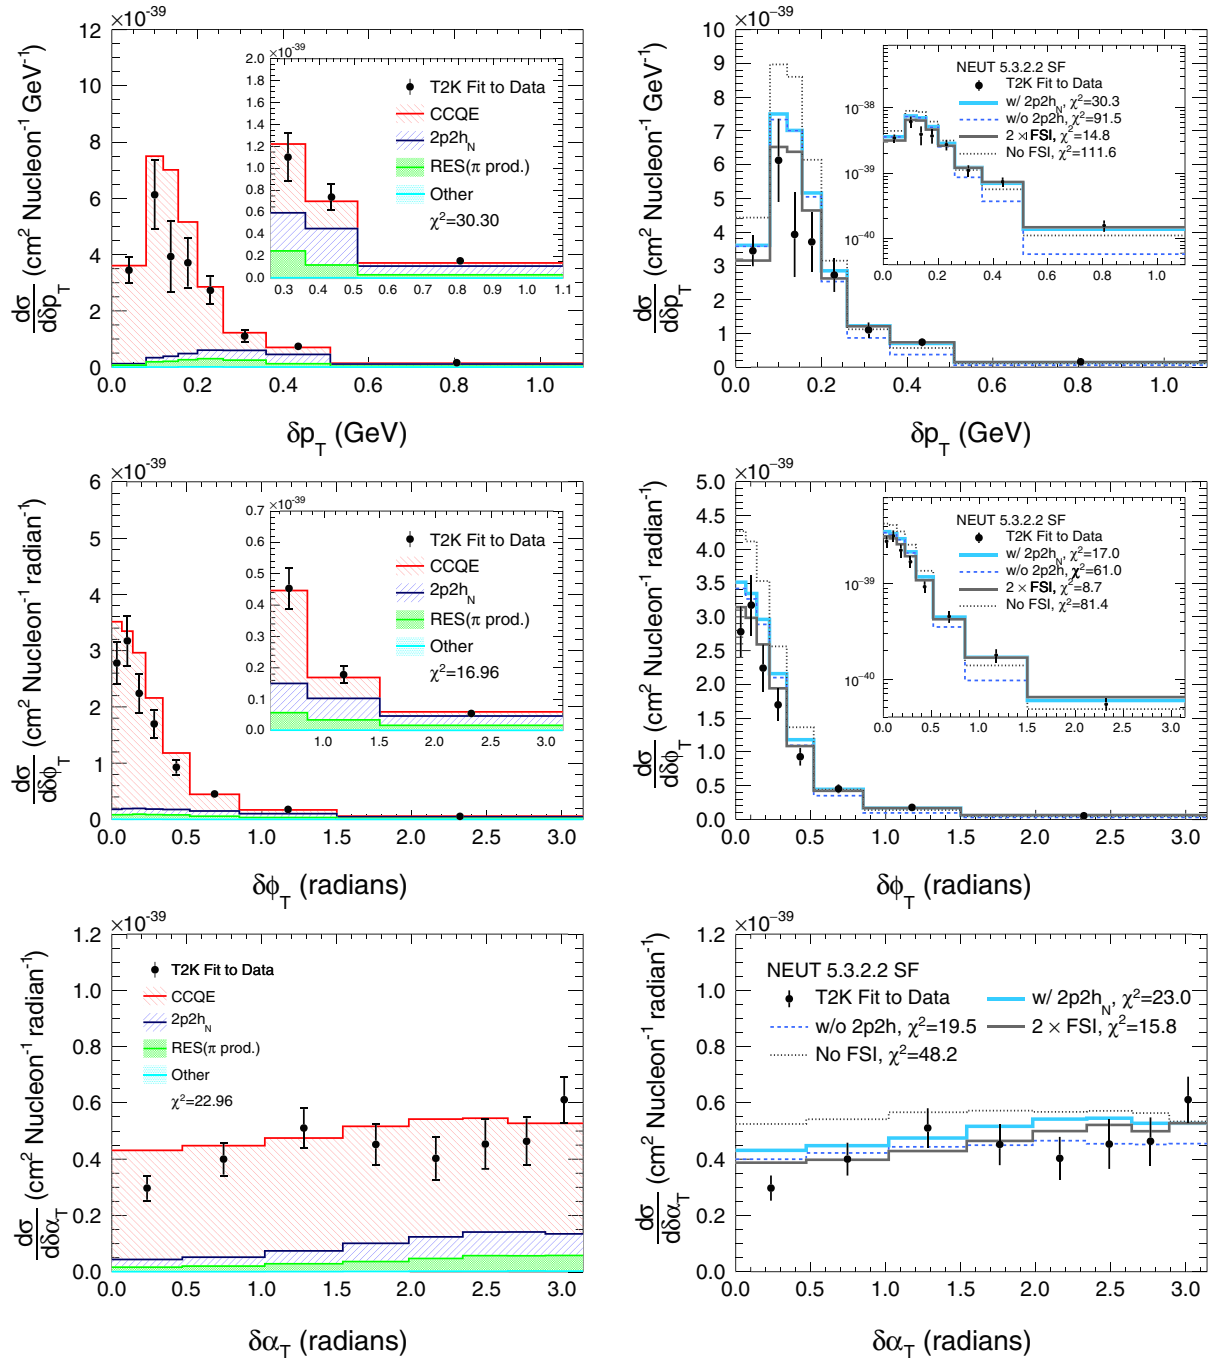 ×10⁻³⁹
dσ/dδp_T (cm² Nucleon⁻¹ GeV⁻¹)
12
10
8
6
4
2
0
0.0 0.2 0.4 0.6 0.8 1.0
δp_T (GeV)
×10⁻³⁹
2.0
1.8
1.6
1.4
1.2
1.0
0.8
0.6
0.4
0.2
0.0
0.3 0.4 0.5 0.6 0.7 0.8 0.9 1.0 1.1
T2K Fit to Data
CCQE
2p2h_N
RES(π prod.)
Other
χ²=30.30
×10⁻³⁹
dσ/dδp_T (cm² Nucleon⁻¹ GeV⁻¹)
10
9
8
7
6
5
4
3
2
1
0
0.0 0.2 0.4 0.6 0.8 1.0
δp_T (GeV)
10⁻³⁸
10⁻³⁹
10⁻⁴⁰
0.0 0.2 0.4 0.6 0.8 1.0
NEUT 5.3.2.2 SF
T2K Fit to Data
w/ 2p2h_N, χ²=30.3
w/o 2p2h, χ²=91.5
2 × FSI, χ²=14.8
No FSI, χ²=111.6
×10⁻³⁹
dσ/dδϕ_T (cm² Nucleon⁻¹ radian⁻¹)
6
5
4
3
2
1
0
0.0 0.5 1.0 1.5 2.0 2.5 3.0
δϕ_T (radians)
×10⁻³⁹
0.7
0.6
0.5
0.4
0.3
0.2
0.1
0.0
1.0 1.5 2.0 2.5 3.0
T2K Fit to Data
CCQE
2p2h_N
RES(π prod.)
Other
χ²=16.96
×10⁻³⁹
dσ/dδϕ_T (cm² Nucleon⁻¹ radian⁻¹)
5.0
4.5
4.0
3.5
3.0
2.5
2.0
1.5
1.0
0.5
0.0
0.0 0.5 1.0 1.5 2.0 2.5 3.0
δϕ_T (radians)
10⁻³⁹
10⁻⁴⁰
0.0 0.5 1.0 1.5 2.0 2.5 3.0
NEUT 5.3.2.2 SF
T2K Fit to Data
w/ 2p2h_N, χ²=17.0
w/o 2p2h, χ²=61.0
2 × FSI, χ²=8.7
No FSI, χ²=81.4
×10⁻³⁹
dσ/dδα_T (cm² Nucleon⁻¹ radian⁻¹)
1.2
1.0
0.8
0.6
0.4
0.2
0.0
0.0 0.5 1.0 1.5 2.0 2.5 3.0
δα_T (radians)
T2K Fit to Data
CCQE
2p2h_N
RES(π prod.)
Other
χ²=22.96
×10⁻³⁹
dσ/dδα_T (cm² Nucleon⁻¹ radian⁻¹)
1.2
1.0
0.8
0.6
0.4
0.2
0.0
0.0 0.5 1.0 1.5 2.0 2.5 3.0
δα_T (radians)
NEUT 5.3.2.2 SF
T2K Fit to Data
w/ 2p2h_N, χ²=23.0
w/o 2p2h, χ²=19.5
2 × FSI, χ²=15.8
No FSI, χ²=48.2